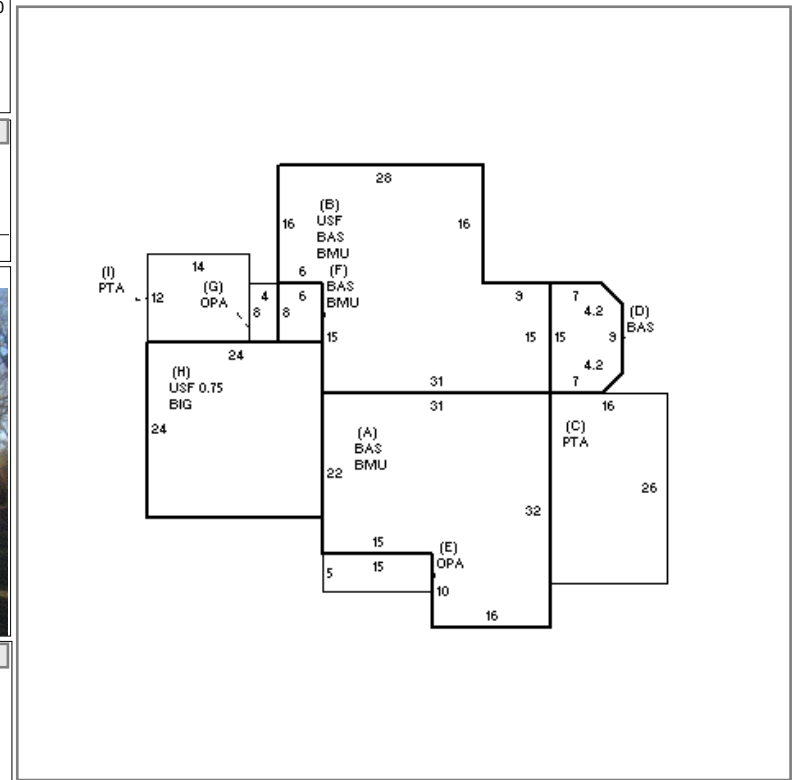 28
(B)
16 USF 16
BAS
BMU
6 (F)
(I) 14 (G) BAS
PTA 12 OPA 4 8 8 6 BMU
9 7 4.2 (D)
BAS
15 15 15 9
24 4.2
31 7
(H)
USF 0.75
BIG
24
31 16
(A) (C)
BAS PTA
BMU
22 26
32
15 (E)
15 OPA
5 10
16